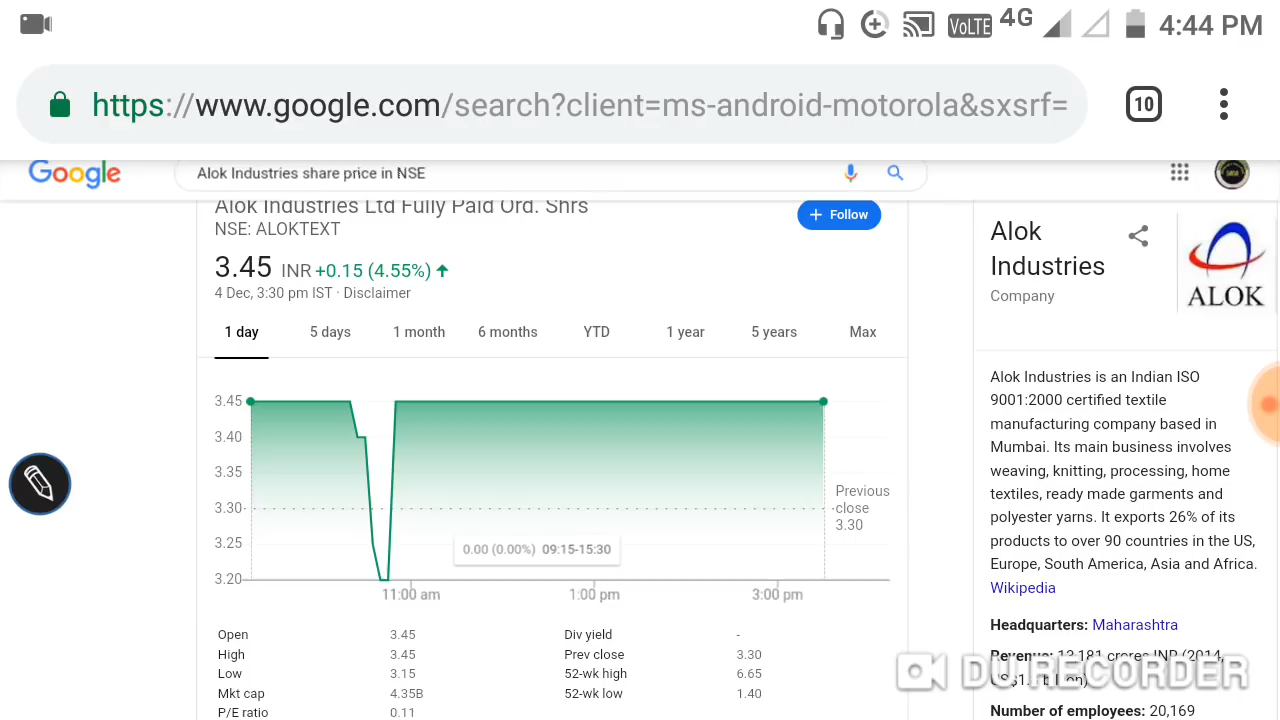 VoLTE 4G 4:44 PM
https://www.google.com/search?client=ms-android-motorola&sxsrf=
10
Google
Alok Industries share price in NSE
Alok Industries Ltd Fully Paid Ord. Shrs
NSE: ALOKTEXT
+ Follow
3.45 INR +0.15 (4.55%)
4 Dec, 3:30 pm IST · Disclaimer
1 day 5 days 1 month 6 months YTD 1 year 5 years Max
3.45
3.40
3.35
3.30
3.25
3.20
Previous
close
3.30
0.00 (0.00%) 09:15-15:30
11:00 am 1:00 pm 3:00 pm
Open 3.45 Div yield -
High 3.45 Prev close 3.30
Low 3.15 52-wk high 6.65
Mkt cap 4.35B 52-wk low 1.40
P/E ratio 0.11
Alok
Industries
Company
ALOK
Alok Industries is an Indian ISO
9001:2000 certified textile
manufacturing company based in
Mumbai. Its main business involves
weaving, knitting, processing, home
textiles, ready made garments and
polyester yarns. It exports 26% of its
products to over 90 countries in the US,
Europe, South America, Asia and Africa.
Wikipedia
Headquarters: Maharashtra
Revenue: 13,181 crores INR (2014,
Number of employees: 20,169
DU RECORDER